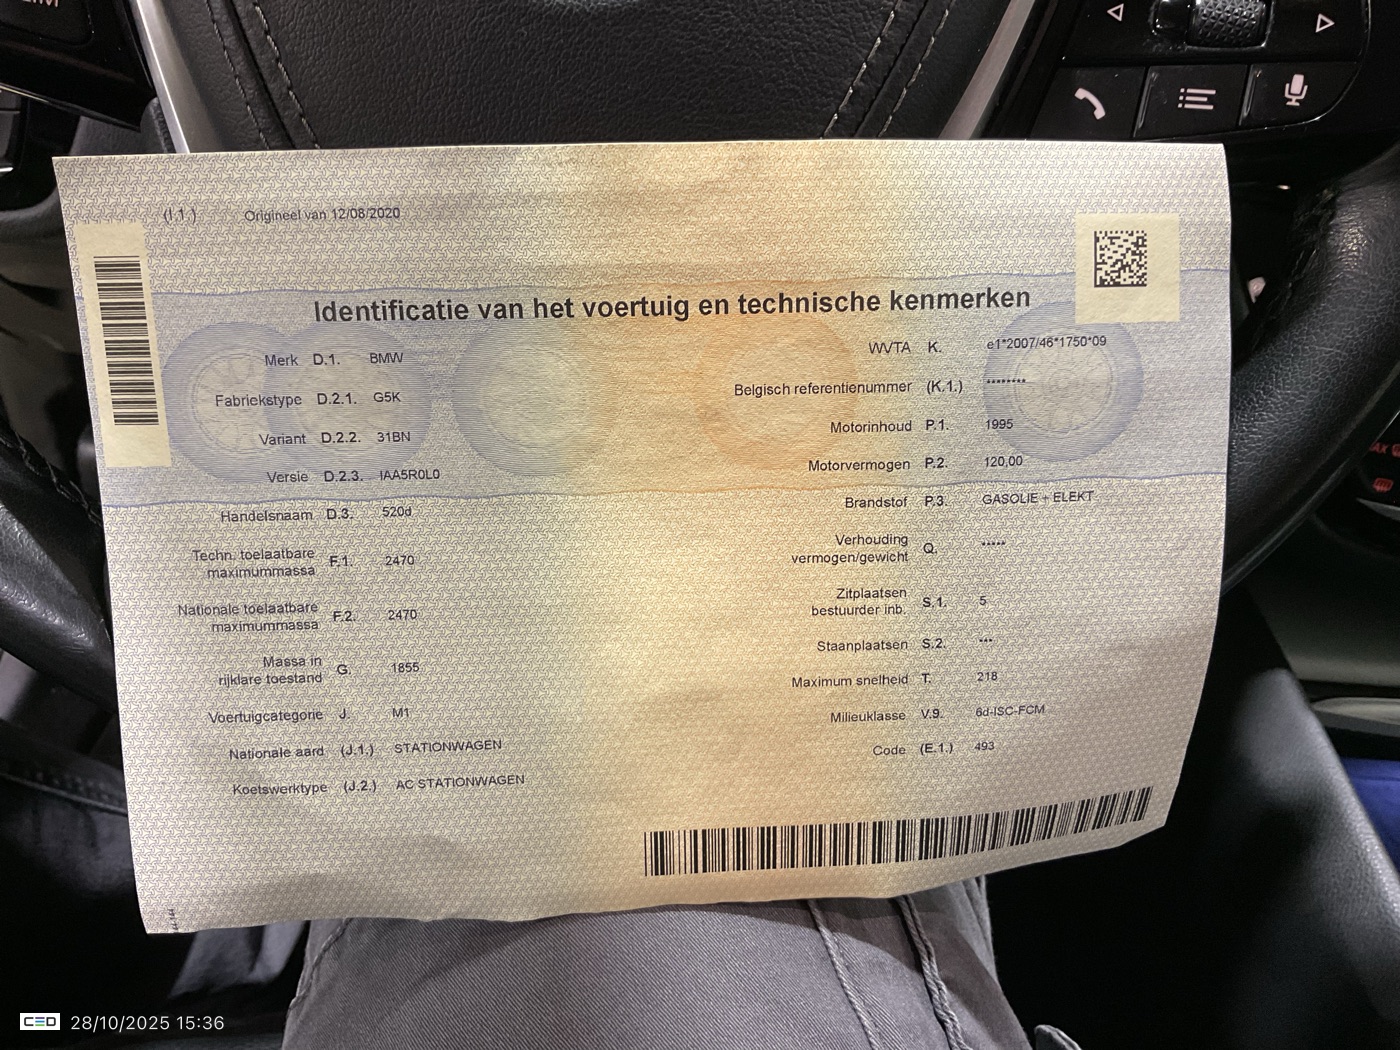 (I.1.) Origineel van 12/08/2020
Identificatie van het voertuig en technische kenmerken
Merk D.1. BMW
Fabriekstype D.2.1. G5K
Variant D.2.2. 31BN
Versie D.2.3. IAA5R0L0
Handelsnaam D.3. 520d
Techn. toelaatbare
maximummassa F.1. 2470
Nationale toelaatbare
maximummassa F.2. 2470
Massa in
rijklare toestand G. 1855
Voertuigcategorie J. M1
Nationale aard (J.1.) STATIONWAGEN
Koetswerktype (J.2.) AC STATIONWAGEN
WVTA K. e1*2007/46*1750*09
Belgisch referentienummer (K.1.) ********
Motorinhoud P.1. 1995
Motorvermogen P.2. 120,00
Brandstof P.3. GASOLIE + ELEKT
Verhouding
vermogen/gewicht Q. *****
Zitplaatsen
bestuurder inb. S.1. 5
Staanplaatsen S.2. ***
Maximum snelheid T. 218
Milieuklasse V.9. 6d-ISC-FCM
Code (E.1.) 493
CED 28/10/2025 15:36